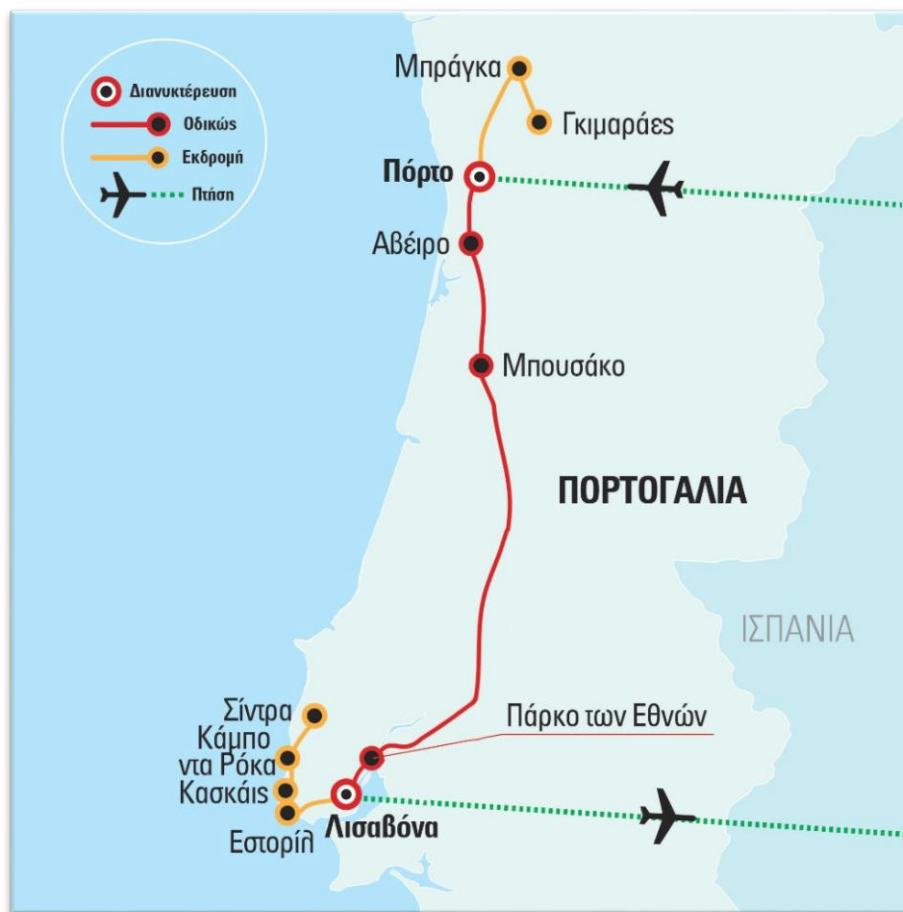 Διανυκτέρευση
Οδικώς
Εκδρομή
Πτήση
Μπράγκα
Γκιμαράες
Πόρτο
Αβέιρο
Μπουσάκο
ΠΟΡΤΟΓΑΛΙΑ
ΙΣΠΑΝΙΑ
Πάρκο των Εθνών
Σίντρα
Κάμπο
ντα Ρόκα
Κασκάις
Εστορίλ
Λισαβόνα